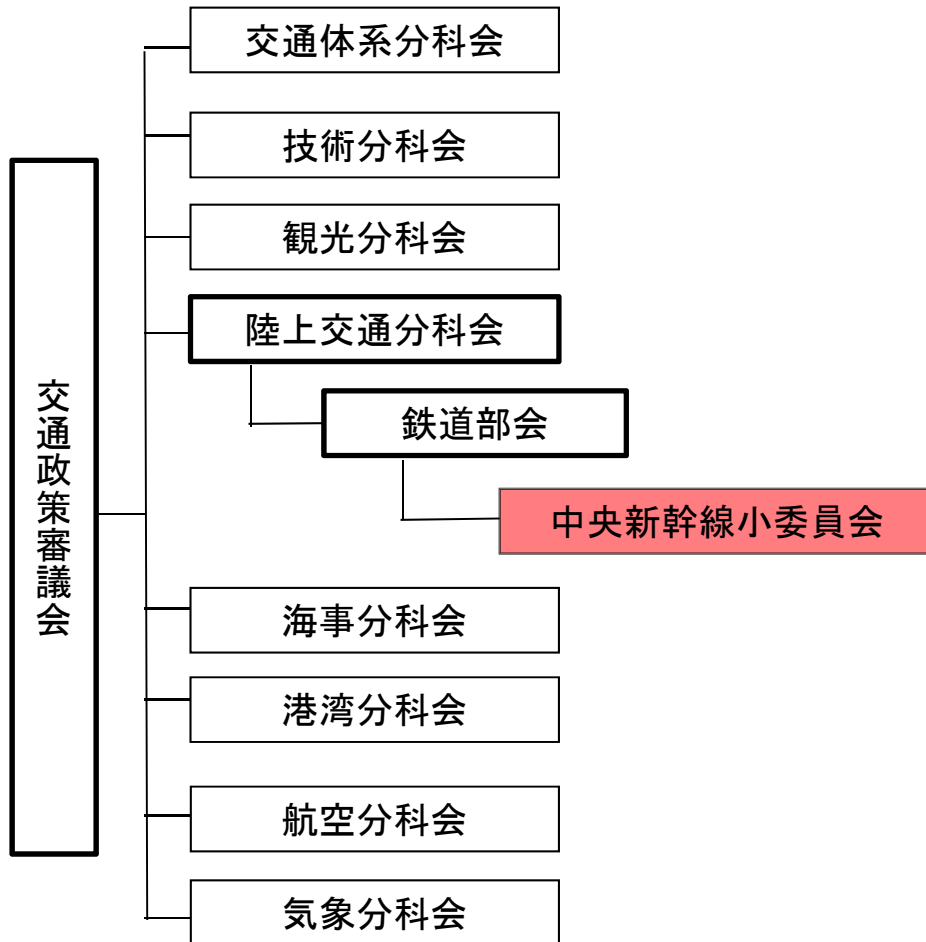 交通政策審議会
交通体系分科会
技術分科会
観光分科会
陸上交通分科会
鉄道部会
中央新幹線小委員会
海事分科会
港湾分科会
航空分科会
気象分科会